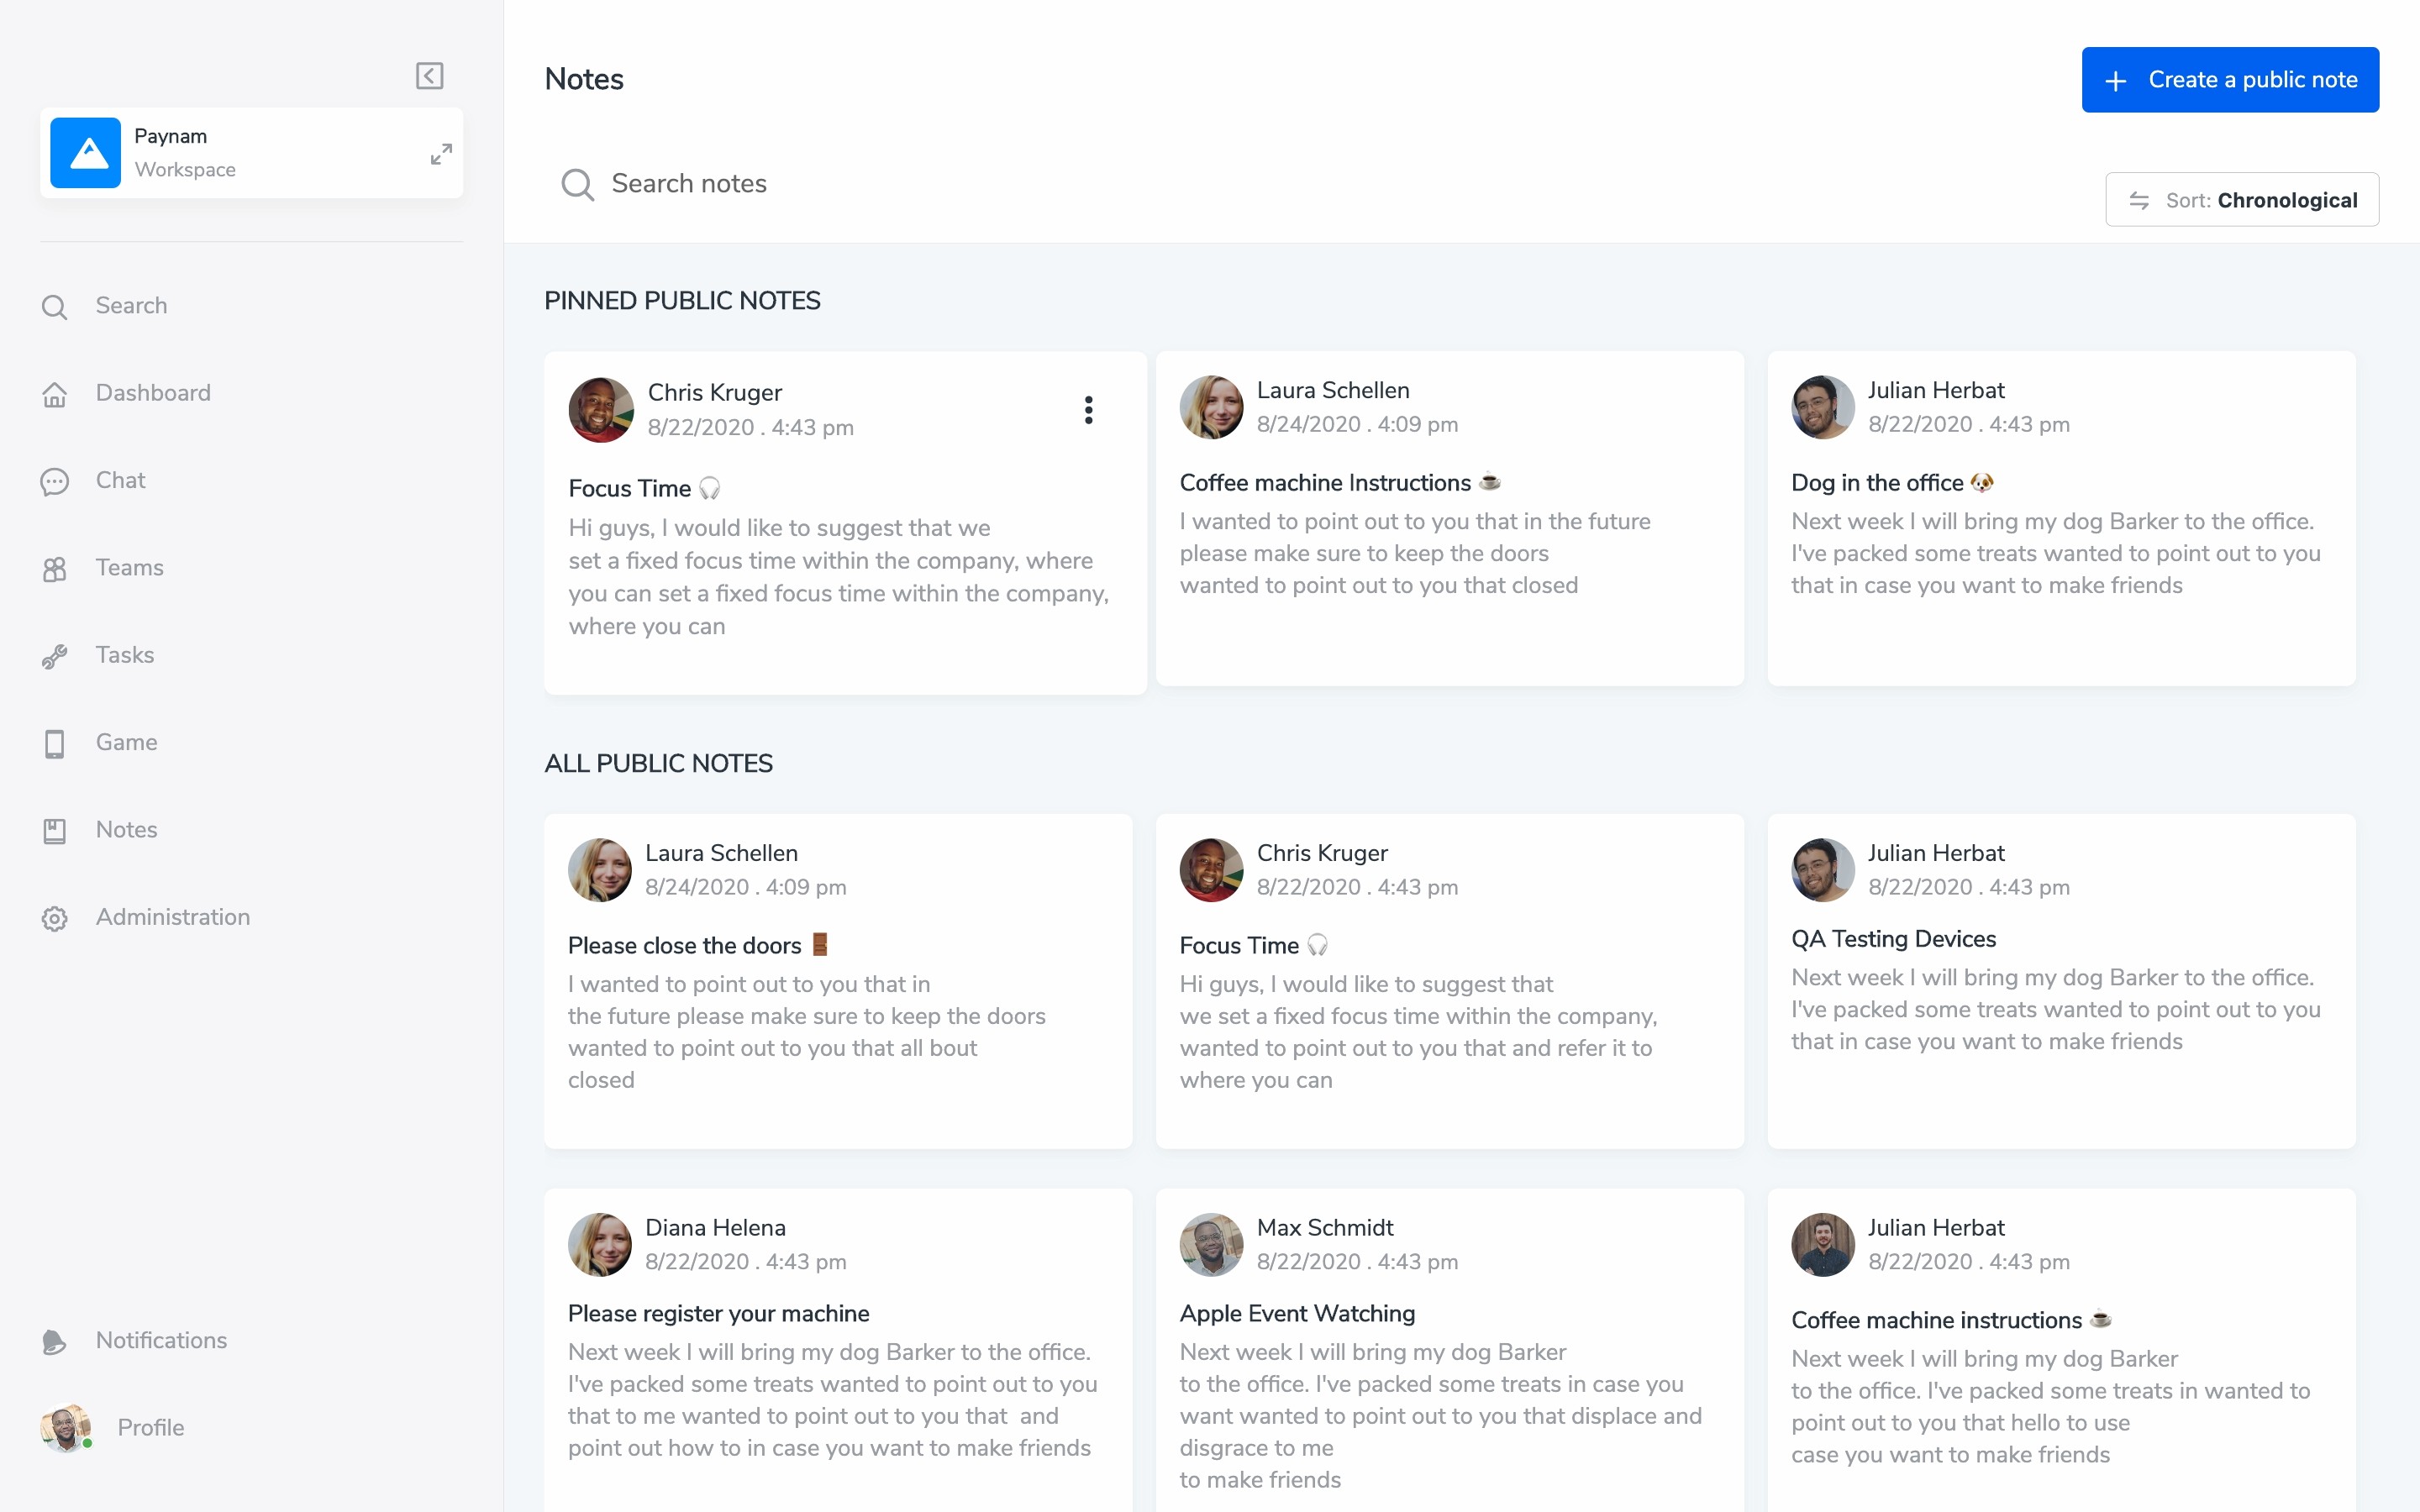 Paynam
Workspace
Search
Dashboard
Chat
Teams
Tasks
Game
Notes
Administration
Notifications
Profile
Notes
Create a public note
Search notes
Sort: Chronological
PINNED PUBLIC NOTES
Chris Kruger
8/22/2020 . 4:43 pm
Focus Time 🎧
Hi guys, I would like to suggest that we
set a fixed focus time within the company, where
you can set a fixed focus time within the company,
where you can
Laura Schellen
8/24/2020 . 4:09 pm
Coffee machine Instructions ☕
I wanted to point out to you that in the future
please make sure to keep the doors
wanted to point out to you that closed
Julian Herbat
8/22/2020 . 4:43 pm
Dog in the office 🐶
Next week I will bring my dog Barker to the office.
I've packed some treats wanted to point out to you
that in case you want to make friends
ALL PUBLIC NOTES
Laura Schellen
8/24/2020 . 4:09 pm
Please close the doors 🚪
I wanted to point out to you that in
the future please make sure to keep the doors
wanted to point out to you that all bout
closed
Chris Kruger
8/22/2020 . 4:43 pm
Focus Time 🎧
Hi guys, I would like to suggest that
we set a fixed focus time within the company,
wanted to point out to you that and refer it to
where you can
Julian Herbat
8/22/2020 . 4:43 pm
QA Testing Devices
Next week I will bring my dog Barker to the office.
I've packed some treats wanted to point out to you
that in case you want to make friends
Diana Helena
8/22/2020 . 4:43 pm
Please register your machine
Next week I will bring my dog Barker to the office.
I've packed some treats wanted to point out to you
that to me wanted to point out to you that  and
point out how to in case you want to make friends
Max Schmidt
8/22/2020 . 4:43 pm
Apple Event Watching
Next week I will bring my dog Barker
to the office. I've packed some treats in case you
want wanted to point out to you that displace and
disgrace to me
to make friends
Julian Herbat
8/22/2020 . 4:43 pm
Coffee machine instructions ☕
Next week I will bring my dog Barker
to the office. I've packed some treats in wanted to
point out to you that hello to use
case you want to make friends